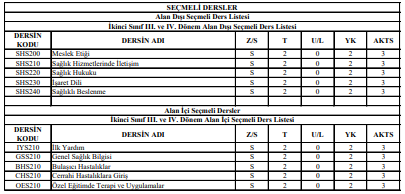 SEÇMELİ DERSLER
Alan Dışı Seçmeli Ders Listesi
İkinci Sınıf III. ve IV. Dönem Alan Dışı Seçmeli Ders Listesi
DERSİN KODU DERSİN ADI Z/S T U/L YK AKTS
SHS200 Meslek Etiği S 2 0 2 3
SHS210 Sağlık Hizmetlerinde İletişim S 2 0 2 3
SHS220 Sağlık Hukuku S 2 0 2 3
SHS230 İşaret Dili S 2 0 2 3
SHS240 Sağlıklı Beslenme S 2 0 2 3
Alan İçi Seçmeli Dersler
İkinci Sınıf III. ve IV. Dönem Alan İçi Seçmeli Ders Listesi
DERSİN KODU DERSİN ADI Z/S T U/L YK AKTS
IYS210 İlk Yardım S 2 0 2 3
GSS210 Genel Sağlık Bilgisi S 2 0 2 3
BHS210 Bulaşıcı Hastalıklar S 2 0 2 3
CHS210 Cerrahi Hastalıklara Giriş S 2 0 2 3
OES210 Özel Eğitimde Terapi ve Uygulamalar S 2 0 2 3